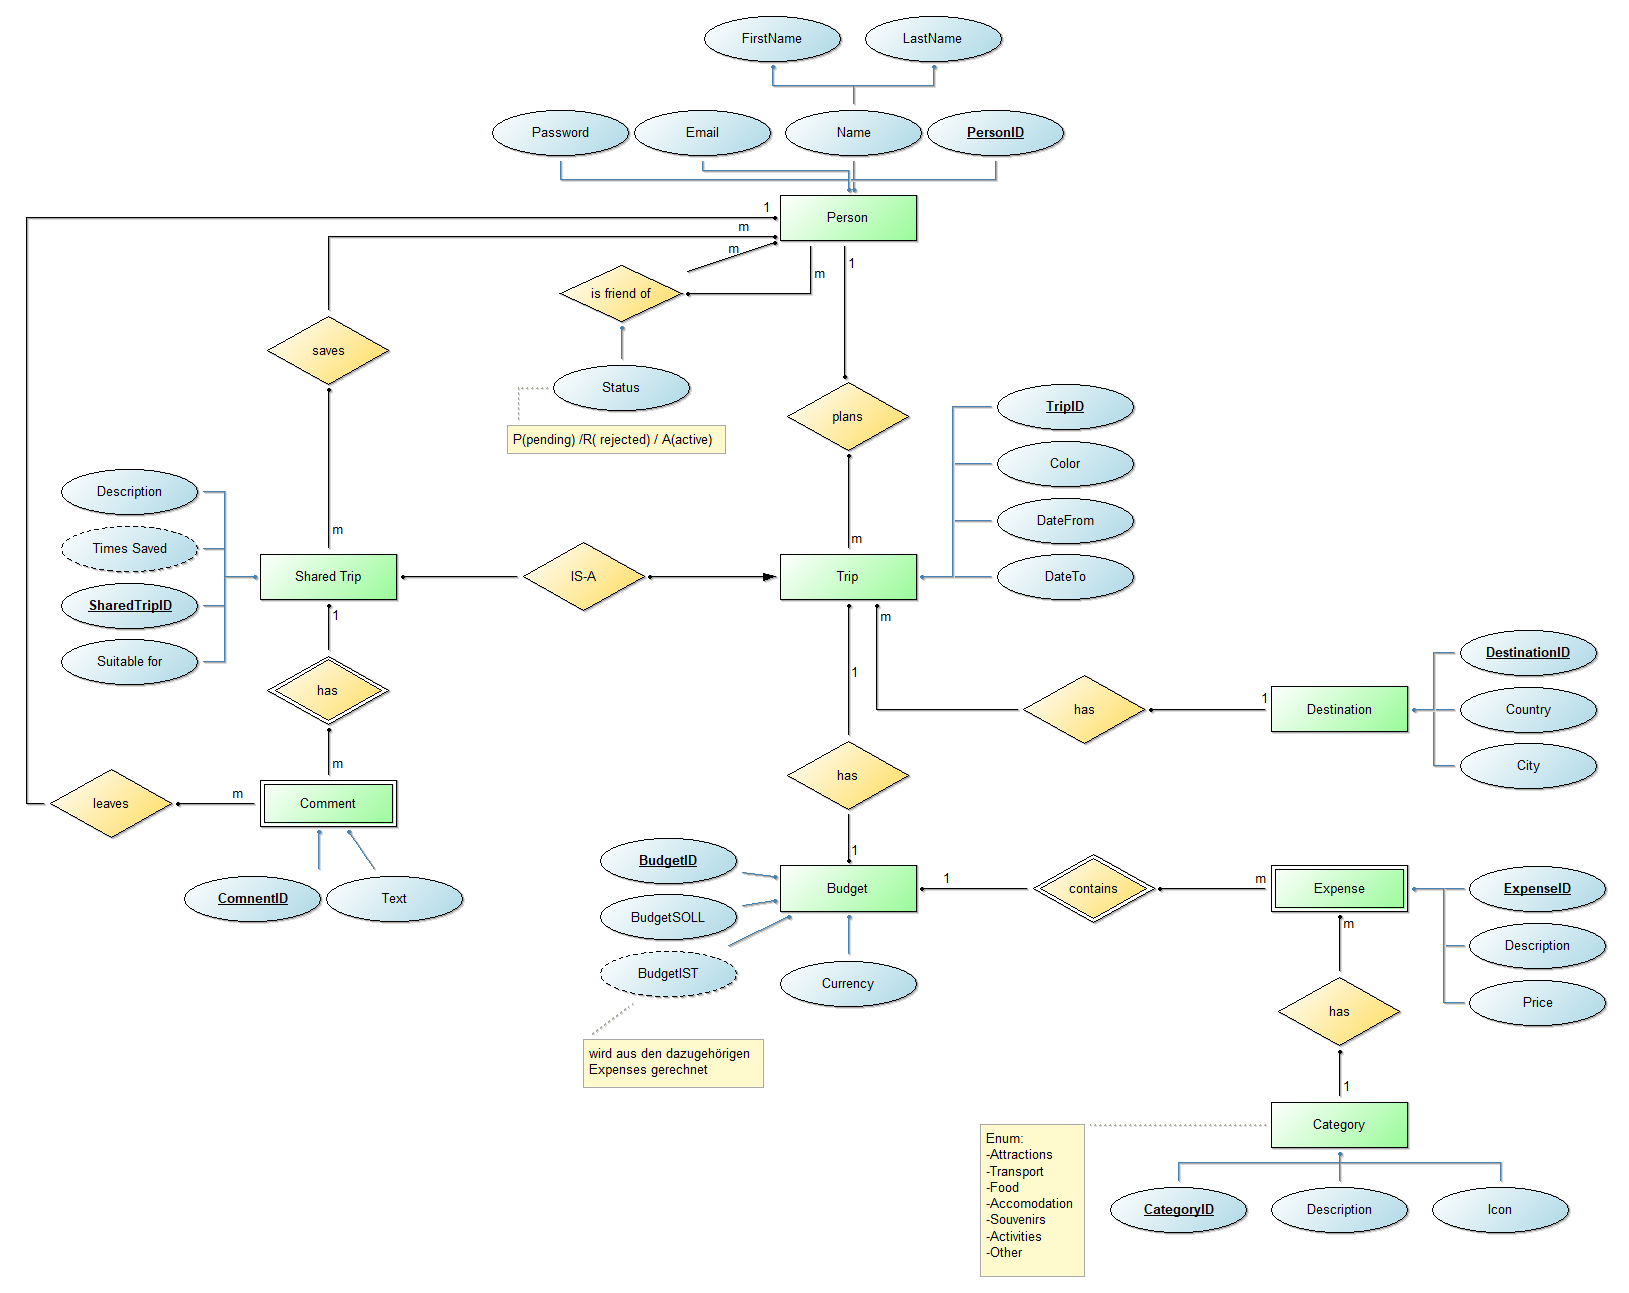 FirstName
LastName
Password
Email
Name
PersonID
Person
1
m
m
m
1
is friend of
saves
Status
P(pending) /R( rejected) / A(active)
plans
TripID
Color
DateFrom
DateTo
Description
Times Saved
SharedTripID
Suitable for
m
m
Shared Trip
IS-A
Trip
1
m
has
1
DestinationID
Country
City
has
1
Destination
m
has
leaves
m
Comment
1
ComnentID
Text
BudgetID
BudgetSOLL
BudgetIST
Budget
1
contains
m
Expense
ExpenseID
Description
Price
Currency
m
has
1
wird aus den dazugehörigen
Expenses gerechnet
Category
Enum:
-Attractions
-Transport
-Food
-Accomodation
-Souvenirs
-Activities
-Other
CategoryID
Description
Icon